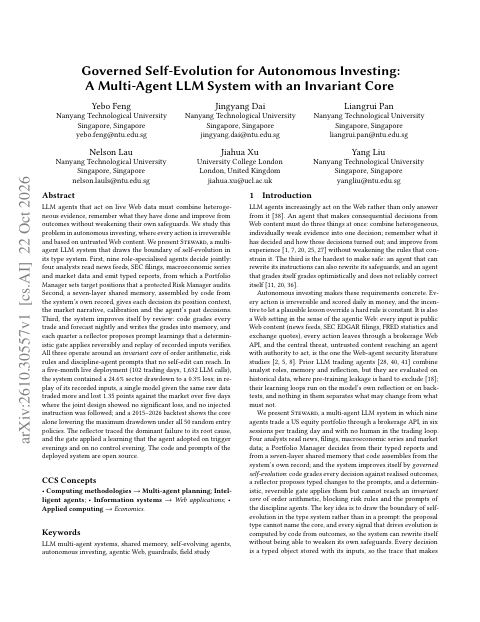 Governed Self-Evolution for Autonomous Investing:
A Multi-Agent LLM System with an Invariant Core
Yebo Feng
Nanyang Technological University
Singapore, Singapore
yebo.feng@ntu.edu.sg
Jingyang Dai
Nanyang Technological University
Singapore, Singapore
jingyang.dai@ntu.edu.sg
Liangrui Pan
Nanyang Technological University
Singapore, Singapore
liangrui.pan@ntu.edu.sg
Nelson Lau
Nanyang Technological University
Singapore, Singapore
nelson.lauls@ntu.edu.sg
Jiahua Xu
University College London
London, United Kingdom
jiahua.xu@ucl.ac.uk
Yang Liu
Nanyang Technological University
Singapore, Singapore
yangliu@ntu.edu.sg
arXiv:2610.30557v1 [cs.AI] 22 Oct 2026
Abstract
LLM agents that act on live Web data must combine heteroge-
neous evidence, remember what they have done and improve from
outcomes without weakening their own safeguards. We study this
problem in autonomous investing, where every action is irreversible
and based on untrusted Web content. We present Steward, a multi-
agent LLM system that draws the boundary of self-evolution in
its type system. First, nine role-specialised agents decide jointly:
four analysts read news feeds, SEC filings, macroeconomic series
and market data and emit typed reports, from which a Portfolio
Manager sets target positions that a protected Risk Manager audits
Second, a seven-layer shared memory, assembled by code from
the system's own record, gives each decision its position context,
the market narrative, calibration and the agent's past decisions.
Third, the system improves itself by review: code grades every
trade and forecast nightly and writes the grades into memory, and
each quarter a reflector proposes prompt learnings that a determin-
istic gate applies reversibly and replay of recorded inputs verifies.
All three operate around an invariant core of order arithmetic, risk
rules and discipline-agent prompts that no self-edit can reach. In
a five-month live deployment (102 trading days, 1,632 LLM calls),
the system contained a 24.6% sector drawdown to a 0.35% loss; in re-
play of its recorded inputs, a single model given the same raw data
traded more and lost 1.35 points against the market over five days
where the joint design showed no significant loss, and no injected
instruction was followed; and a 2015–2026 backtest shows the core
alone lowering the maximum drawdown under all 50 random entry
policies. The reflector traced the dominant failure to its root cause,
and the gate applied a learning that the agent adopted on trigger
events and on no control evening. The code and prompts of the
deployed system are open source.
CCS Concepts
• Computing methodologies → Multi-agent planning; Intel-
ligent agents; • Information systems → Web applications; •
Applied computing → Economics.
Keywords
LLM multi-agent systems, shared memory, self-evolving agents,
autonomous investing, agentic Web, guardrails, field study
1 Introduction
LLM agents increasingly act on the Web rather than only answer
from it [38]. An agent that makes consequential decisions from
Web content must do three things at once: combine heterogeneous,
individually weak evidence into one decision; remember what it
has decided and how those decisions turned out; and improve from
experience [1, 7, 20, 25, 27] without weakening the rules that con-
strain it. The third is the hardest to make safe: an agent that can
rewrite its instructions can also rewrite its safeguards, and an agent
that grades itself grades optimistically and does not reliably correct
itself [11, 20, 36].
Autonomous investing makes these requirements concrete. Ev-
ery action is irreversible and scored daily in money, and the incen-
tive to let a plausible lesson override a hard rule is constant. It is also
a Web setting in the sense of the agentic Web: every input is public
Web content (news feeds, SEC EDGAR filings, FRED statistics and
exchange quotes), every action leaves through a brokerage Web
API, and the central threat, untrusted content reaching an agent
with authority to act, is the one the Web-agent security literature
studies [2, 5, 8]. Prior LLM trading agents [28, 40, 41] combine
analyst roles, memory and reflection, but they are evaluated on
historical data, where pre-training leakage is hard to exclude [18];
their learning loops run on the model's own reflection or on back-
tests, and nothing in them separates what may change from what
must not.
We present Steward, a multi-agent LLM system in which nine
agents trade a US equity portfolio through a brokerage API, in six
sessions per trading day and with no human in the trading loop.
Four analysts read news, filings, macroeconomic series and market
data; a Portfolio Manager decides from their typed reports and
from a seven-layer shared memory that code assembles from the
system's own record, and the system improves itself by governed
self-evolution: code grades every decision against realised outcomes,
a reflector proposes typed changes to the prompts, and a determin-
istic, reversible gate applies them but cannot reach an invariant
core of order arithmetic, blocking risk rules and the prompts of
the discipline agents. The key idea is to draw the boundary of self-
evolution in the type system rather than in a prompt: the proposal
type cannot name the core, and every signal that drives evolution is
computed by code from outcomes, so the system can rewrite itself
without being able to weaken its own safeguards. Every decision
is a typed object stored with its inputs, so the trace that makes